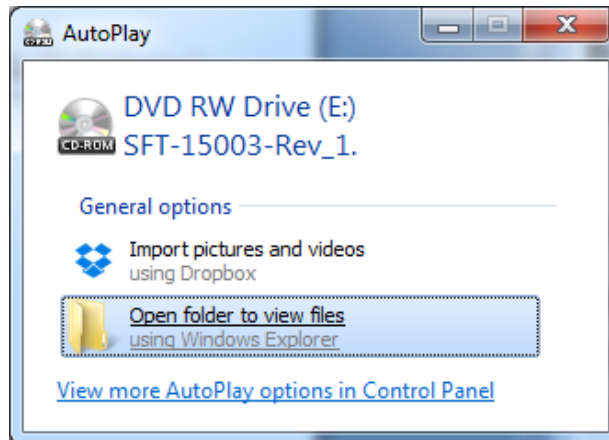 AutoPlay
DVD RW Drive (E:)
CD-ROM SFT-15003-Rev_1.
General options
Import pictures and videos
using Dropbox
Open folder to view files
using Windows Explorer
View more AutoPlay options in Control Panel